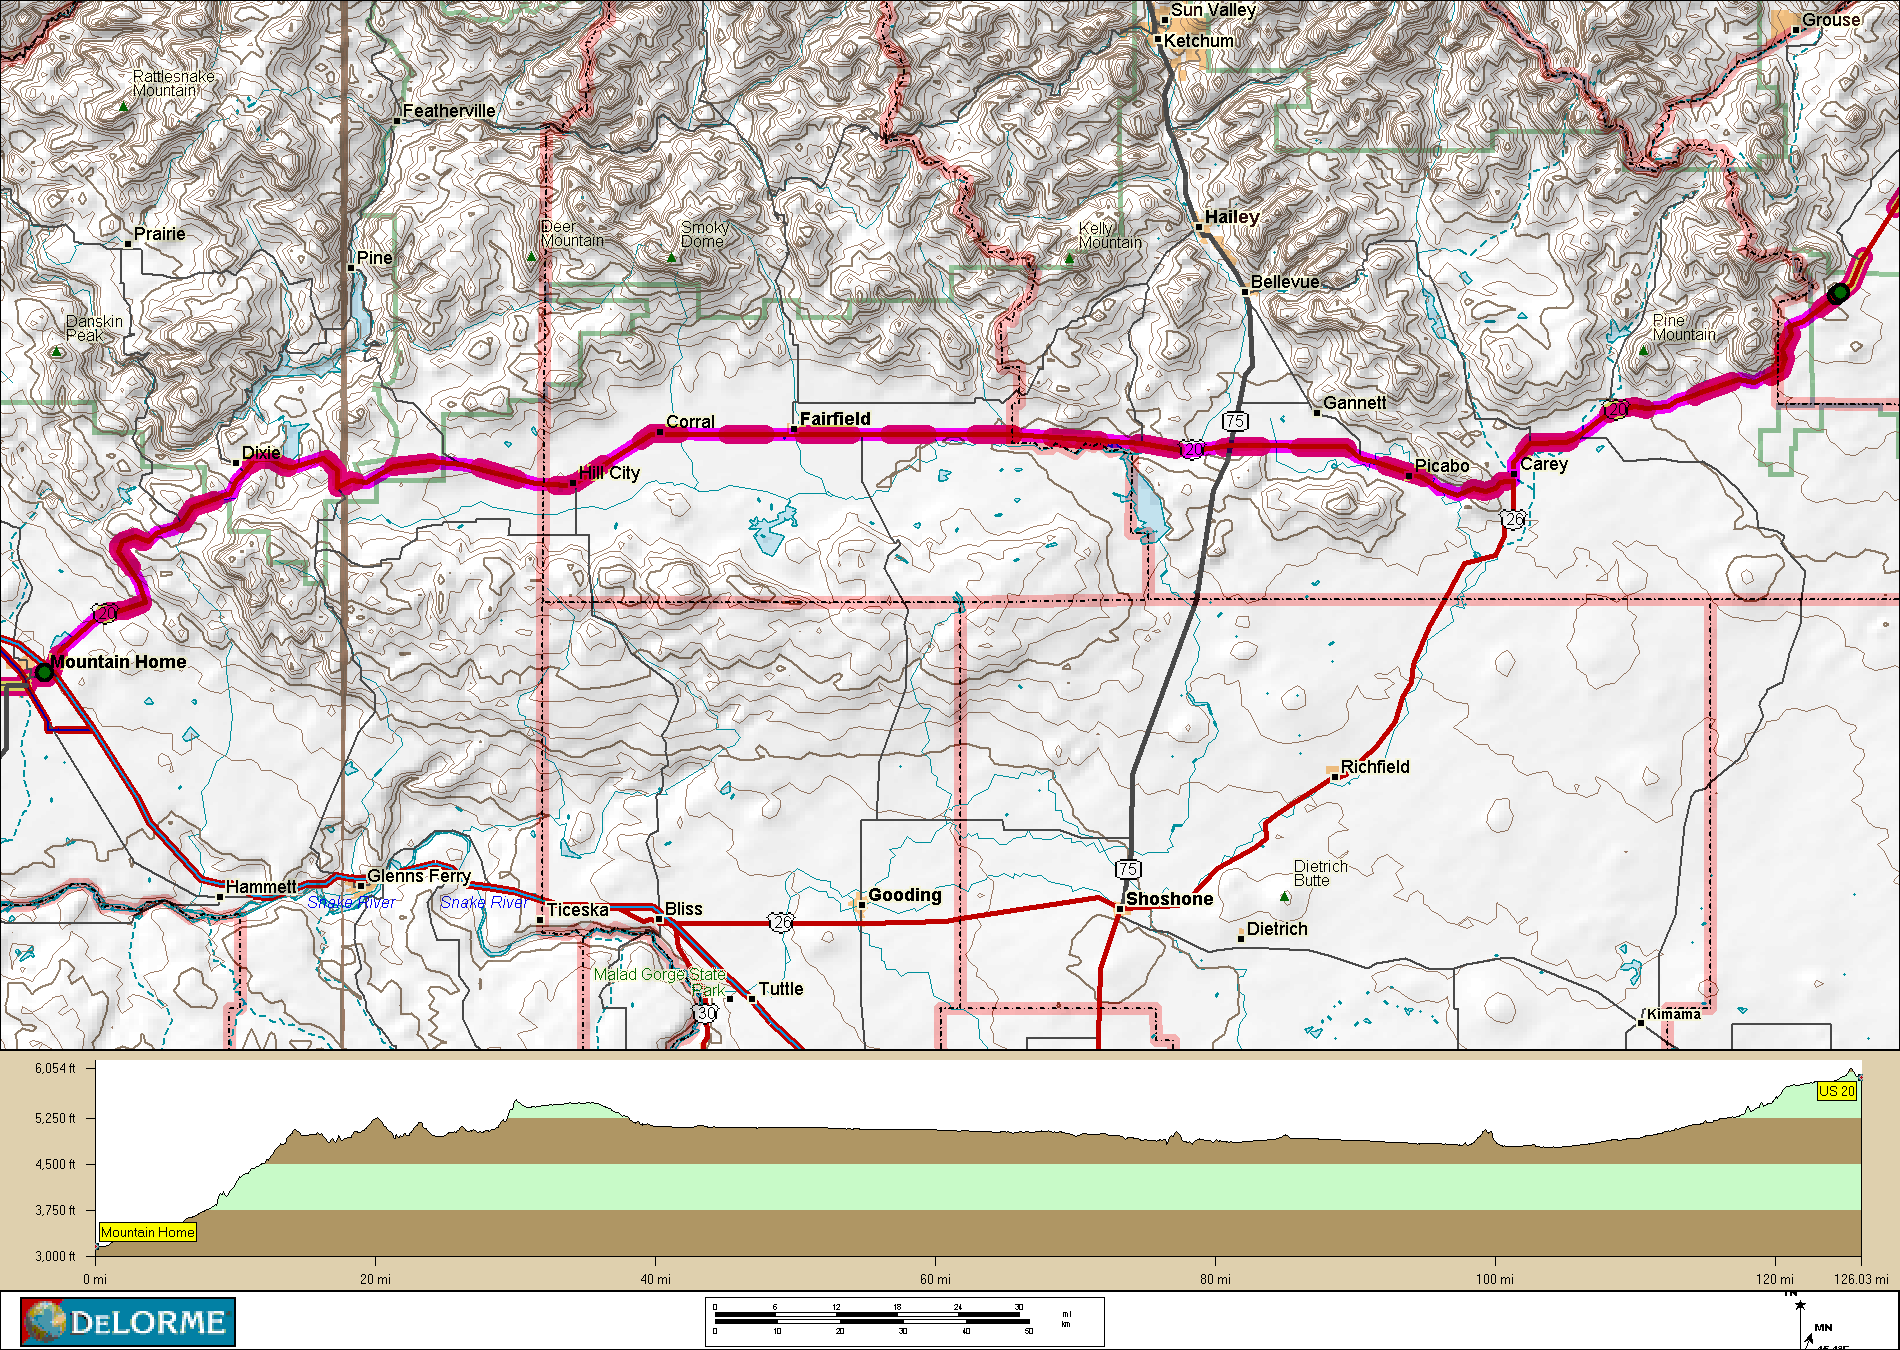 Sun Valley
Ketchum
Grouse
Rattlesnake
Mountain
Featherville
Prairie
Pine
Deer
Mountain
Smoky
Dome
Kelly
Mountain
Hailey
Bellevue
Danskin
Peak
Pine
Mountain
Gannett
Corral
Fairfield
75
20
20
Dixie
Hill City
Picabo
Carey
26
20
Mountain Home
Richfield
Hammett
Glenns Ferry
Snake River
Snake River
Ticeska
Bliss
26
Gooding
75
Shoshone
Dietrich
Butte
Dietrich
Malad Gorge State
Park
Tuttle
30
Kimama
6,054 ft
5,250 ft
4,500 ft
3,750 ft
3,000 ft
US 20
Mountain Home
0 mi
20 mi
40 mi
60 mi
80 mi
100 mi
120 mi
126.03 mi
DELORME
0 6 12 18 24 30 mi
0 10 20 30 40 50 km
MN